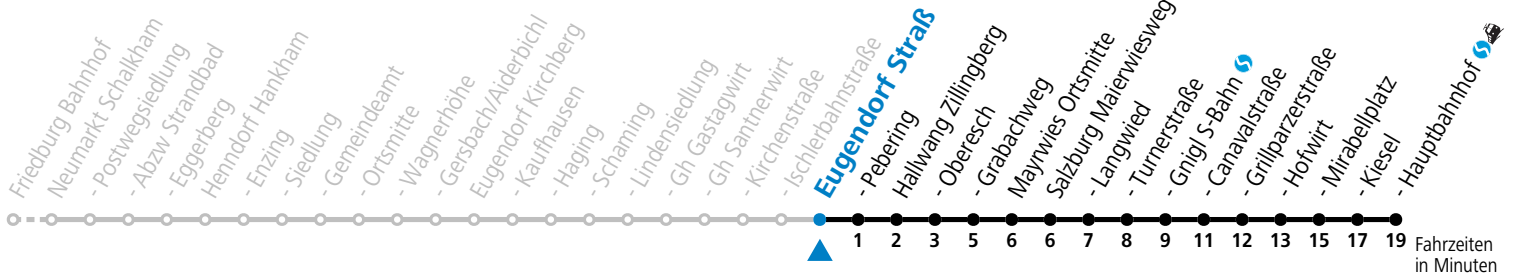 Friedburg Bahnhof
Neumarkt Schalkham
- Postwegsiedlung
Abzw Strandbad
- Eggerberg
Henndorf Hankham
- Enzing
- Siedlung
- Gemeindeamt
- Ortsmitte
- Wagnerhöhe
- Gersbach/Aiderbichl
Eugendorf Kirchberg
- Kaufhausen
- Haging
- Schaming
- Lindensiedlung
- Gh Gastagwirt
- Gh Santnerwirt
- Kirchenstraße
- Ischlerbahnstraße
Eugendorf Straß
- Pebering
Hallwang Zillingberg
- Oberesch
- Grabachweg
Mayrwies Ortsmitte
Salzburg Maierwiesweg
- Langwied
- Turnerstraße
- Gnigl S-Bahn
- Canavalstraße
- Grillparzerstraße
- Hofwirt
- Mirabellplatz
- Kiesel
- Hauptbahnhof
1 2 3 5 6 6 7 8 9 11 12 13 15 17 19
Fahrzeiten
in Minuten